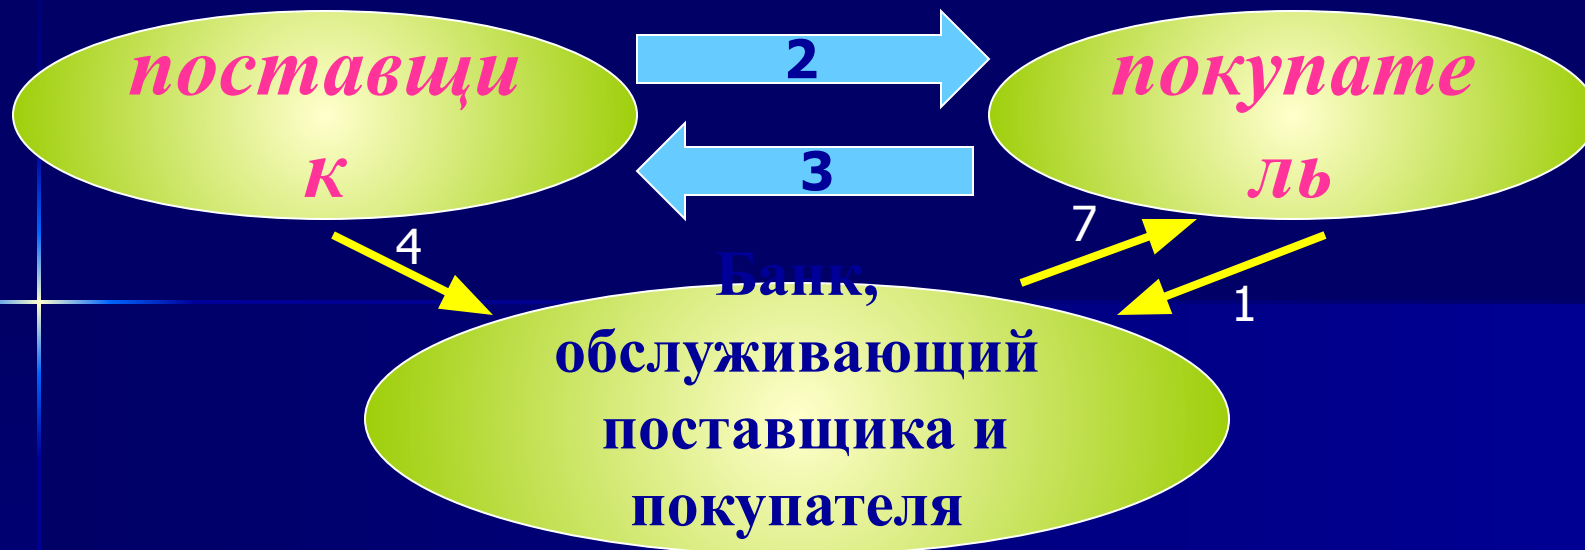 поставщи
к
2
покупате
ль
3
4
7
1
Банк,
обслуживающий
поставщика и
покупателя